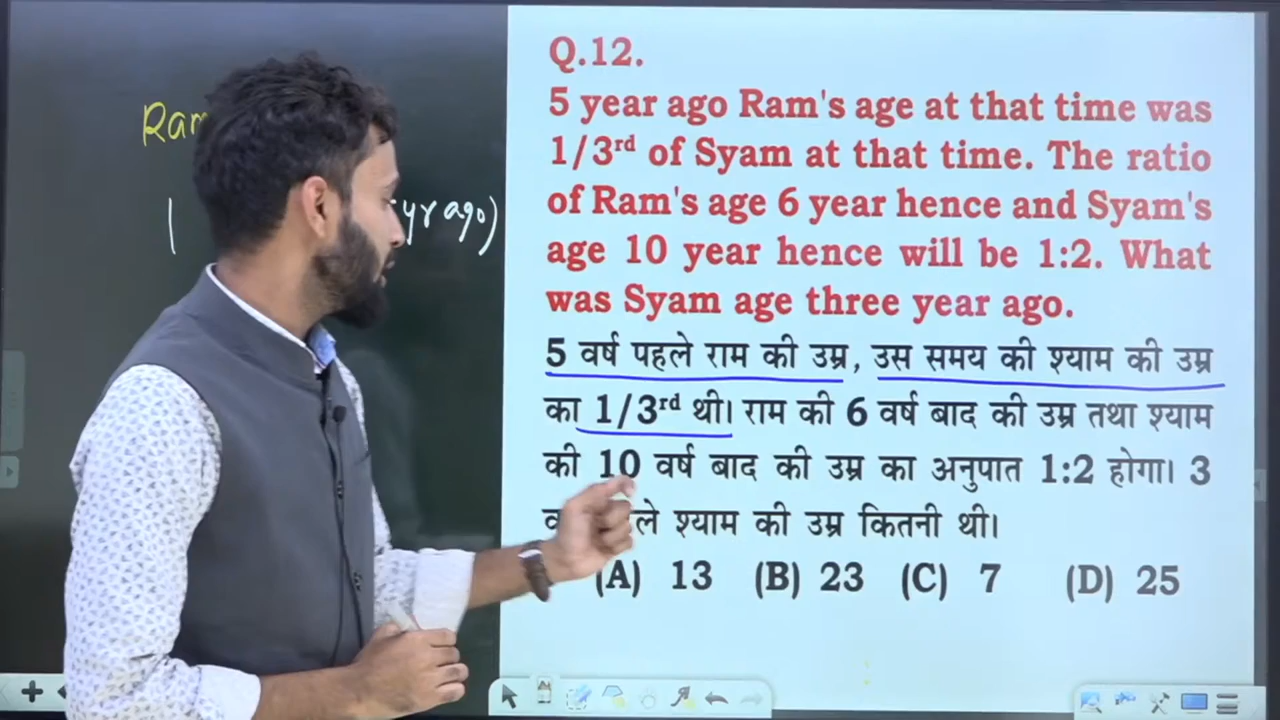 Ram
1 yr ago)
Q.12.
5 year ago Ram's age at that time was
1/3rd of Syam at that time. The ratio
of Ram's age 6 year hence and Syam's
age 10 year hence will be 1:2. What
was Syam age three year ago.
5 वर्ष पहले राम की उम्र, उस समय की श्याम की उम्र
का 1/3rd थी। राम की 6 वर्ष बाद की उम्र तथा श्याम
की 10 वर्ष बाद की उम्र का अनुपात 1:2 होगा। 3
श्याम की उम्र कितनी थी।
(A) 13 (B) 23 (C) 7 (D) 25